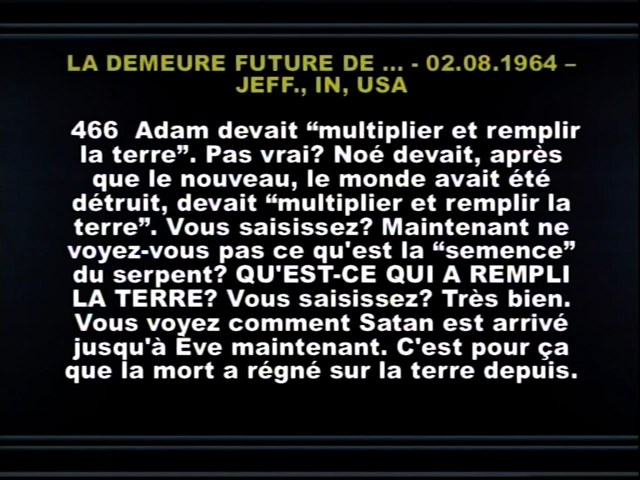 LA DEMEURE FUTURE DE ... - 02.08.1964 –
JEFF., IN, USA
466  Adam devait “multiplier et remplir
la terre”. Pas vrai? Noé devait, après
que le nouveau, le monde avait été
détruit, devait “multiplier et remplir la
terre”. Vous saisissez? Maintenant ne
voyez-vous pas ce qu'est la “semence”
du serpent? QU'EST-CE QUI A REMPLI
LA TERRE? Vous saisissez? Très bien.
Vous voyez comment Satan est arrivé
jusqu'à Eve maintenant. C'est pour ça
que la mort a régné sur la terre depuis.